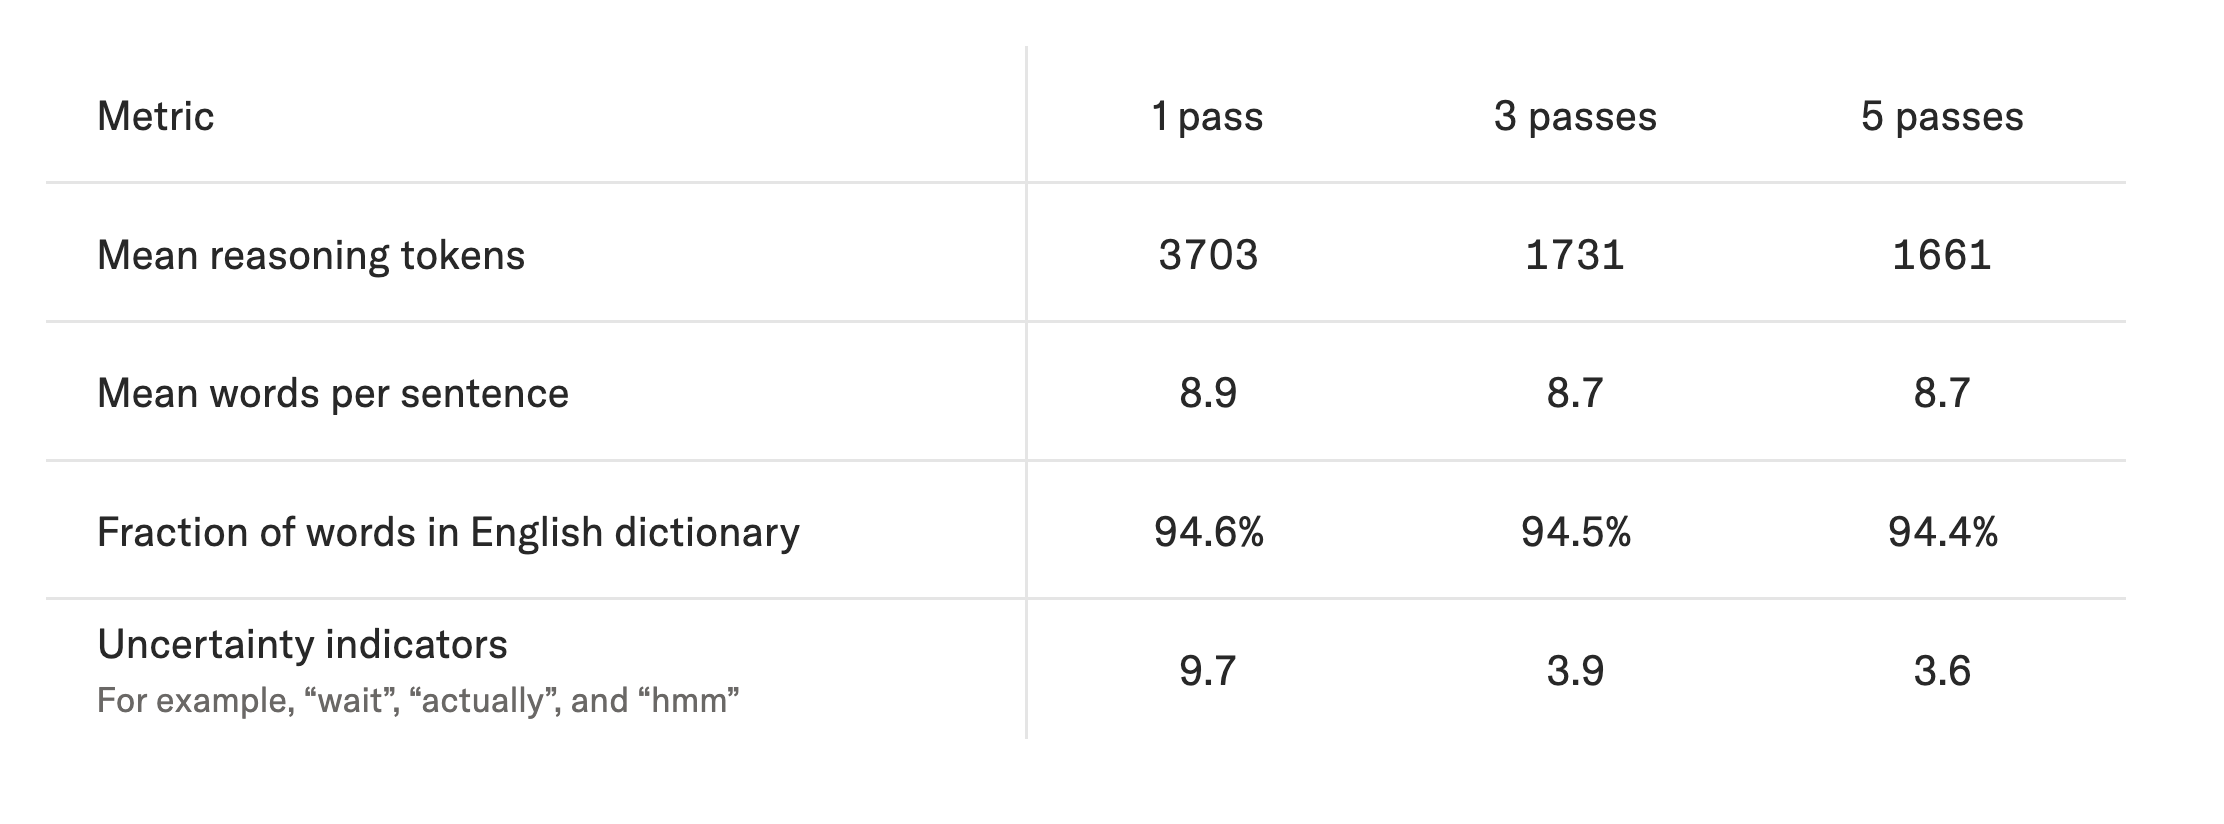 Metric 1 pass 3 passes 5 passes
Mean reasoning tokens 3703 1731 1661
Mean words per sentence 8.9 8.7 8.7
Fraction of words in English dictionary 94.6% 94.5% 94.4%
Uncertainty indicators 9.7 3.9 3.6
For example, “wait”, “actually”, and “hmm”